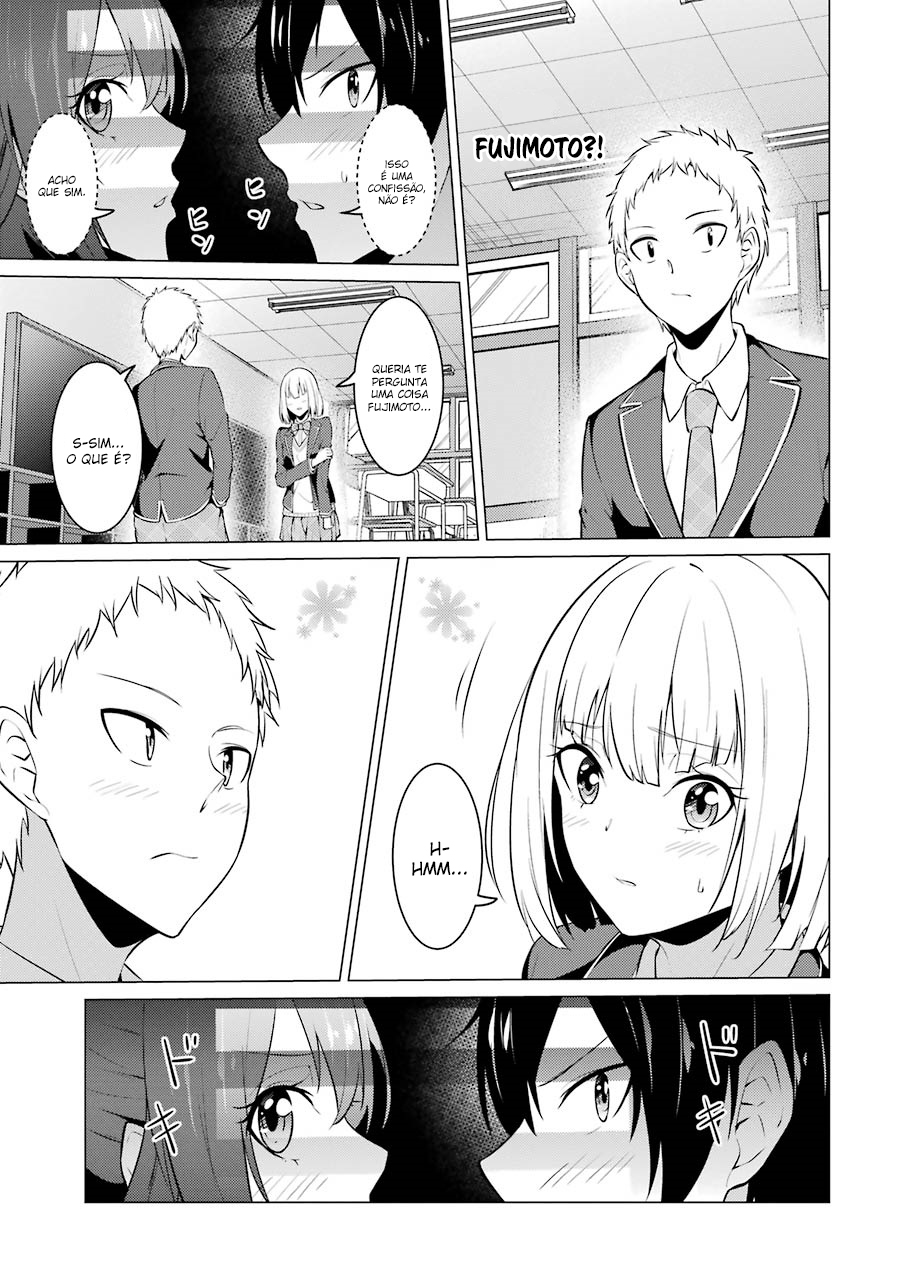 FUJIMOTO?!
ISSO
É UMA
CONFISSÃO,
NÃO É?
ヒソ
ヒソ
ACHO
QUE SIM.
QUERIA TE
PERGUNTA
UMA COISA
FUJIMOTO...
S-SIM...
O QUE É?
H-
HMM...
ドキ
ドキ